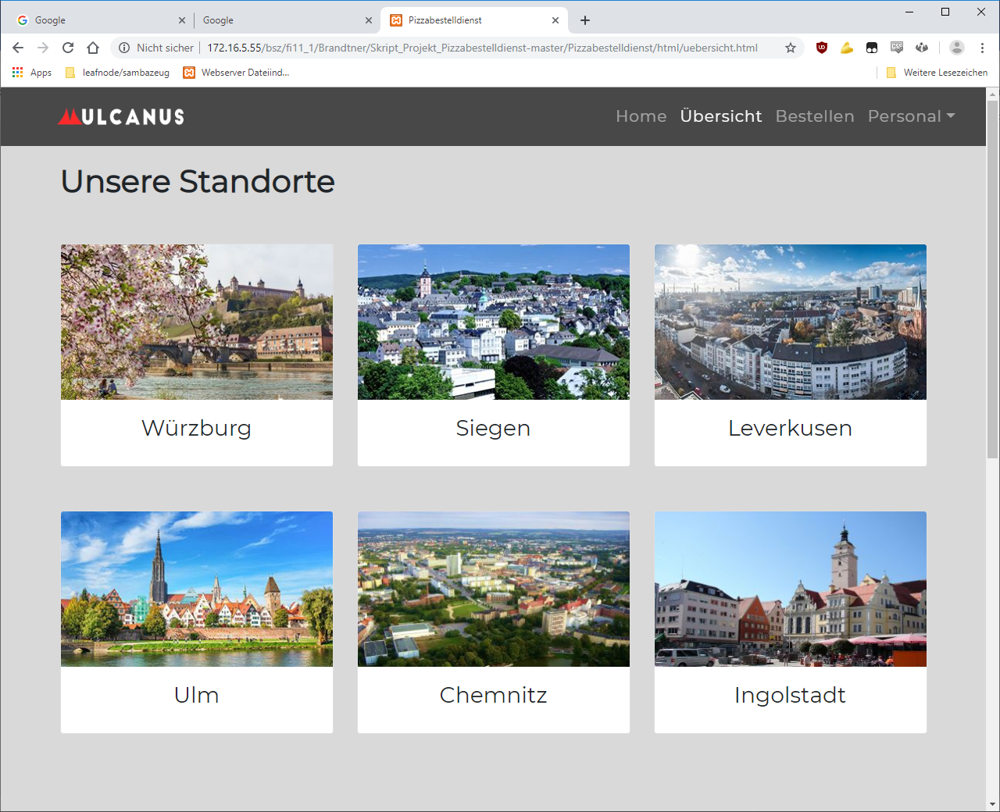 Google
Google
Pizzabestelldienst
Nicht sicher
172.16.5.55/bsz/fi11_1/Brandtner/Skript_Projekt_Pizzabestelldienst-master/Pizzabestelldienst/html/uebersicht.html
Apps
leafnode/sambazeug
Webserver Dateiind...
Weitere Lesezeichen
ULCANUS
Home
Übersicht
Bestellen
Personal
Unsere Standorte
Würzburg
Siegen
Leverkusen
Ulm
Chemnitz
Ingolstadt